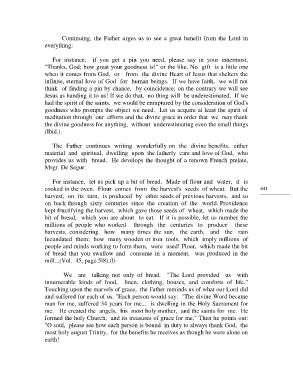 Continuing, the Father urges us to see a great benefit from the Lord in
everything:
For instance, if you get a pin you need, please say in your innermost,
"Thanks, God; how great your goodness is!" or the like. No gift is a little one
when it comes from God, or from the divine Heart of Jesus that shelters the
infinite, eternal love of God for human beings. If we have faith, we will not
think of finding a pin by chance, by coincidence; on the contrary we will see
Jesus as handing it to us! If we do that, no thing will be underestimated. If we
had the spirit of the saints, we would be enraptured by the consideration of God's
goodness who prompts the object we need. Let us acquire at least the spirit of
meditation through our efforts and the divine grace in order that we may thank
the divine goodness for anything, without underestimating even the small things
(Ibid.).
The Father continues writing wonderfully on the divine benefits, either
material and spiritual, dwelling upon the fatherly care and love of God, who
provides us with bread. He develops the thought of a renown French prelate,
Msgr. De Segur.
For instance, let us pick up a bit of bread. Made of flour and water, it is
cooked in the oven. Flour comes from the harvest's seeds of wheat. But the
harvest, on its turn, is produced by other seeds of previous harvests, and so
on back through sixty centuries since the creation of the world. Providence
kept fructifying the harvest, which gave those seeds of wheat, which made the
bit of bread, which you are about to eat. If it is possible, let us number the
millions of people who worked through the centuries to produce these
harvests, considering how many times the sun, the earth, and the rain
fecundated them; how many wooden or iron tools, which imply millions of
people and minds working to form them, were used! Flour, which made the bit
of bread that you swallow and consume in a moment, was produced in the
mill...(Vol. 45, page 518).(l)
641
We are talking not only of bread. "The Lord provided us with
innumerable kinds of food, linen, clothing, houses, and comforts of life."
Touching upon the marvels of grace, the Father reminds us of what our Lord did
and suffered for each of us. "Each person would say: "The divine Word became
man for me, suffered 34 years for me... is dwelling in the Holy Sacrament for
me. He created the angels, his most holy mother, and the saints for me. He
formed the holy Church, and its treasures of grace for me." Then he points out:
"O soul, please see how each person is bound in duty to always thank God, the
most holy august Trinity, for the benefits he receives as though he were alone on
earth!